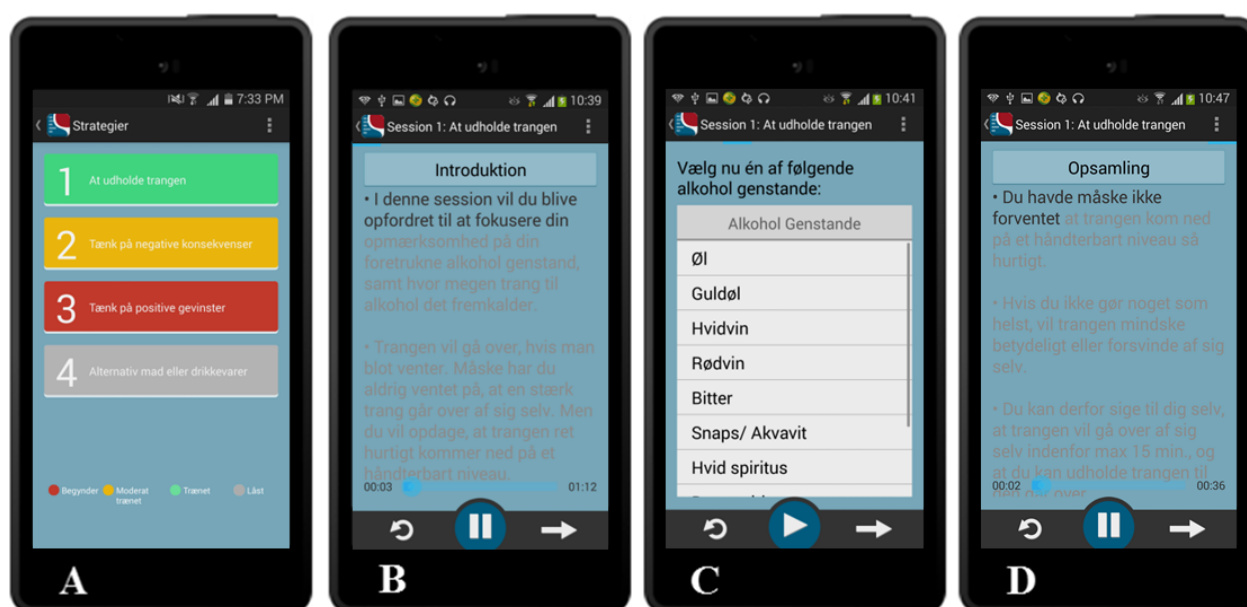 7:33 PM
Strategier
1 At udholde trangen
2 Tænk på negative konsekvenser
3 Tænk på positive gevinster
4 Alternativ mad eller drikkevarer
Begynder Moderat trænet Trænet Låst
A
10:39
Session 1: At udholde trangen
Introduktion
• I denne session vil du blive
opfordret til at fokusere din
opmærksomhed på din
foretrukne alkohol genstand,
samt hvor megen trang til
alkohol det fremkalder.
• Trangen vil gå over, hvis man
blot venter. Måske har du
aldrig ventet på, at en stærk
trang går over af sig selv. Men
du vil opdage, at trangen ret
hurtigt kommer ned på et
håndterbart niveau.
00:03 01:12
B
10:41
Session 1: At udholde trangen
Vælg nu én af følgende
alkohol genstande:
Alkohol Genstande
Øl
Guldøl
Hvidvin
Rødvin
Bitter
Snaps/ Akvavit
Hvid spiritus
C
10:47
Session 1: At udholde trangen
Opsamling
• Du havde måske ikke
forventet at trangen kom ned
på et håndterbart niveau så
hurtigt.
• Hvis du ikke gør noget som
helst, vil trangen mindske
betydeligt eller forsvinde af sig
selv.
• Du kan derfor sige til dig selv,
at trangen vil gå over af sig
selv indenfor max 15 min., og
at du kan udholde trangen til
den går over.
00:02 00:36
D